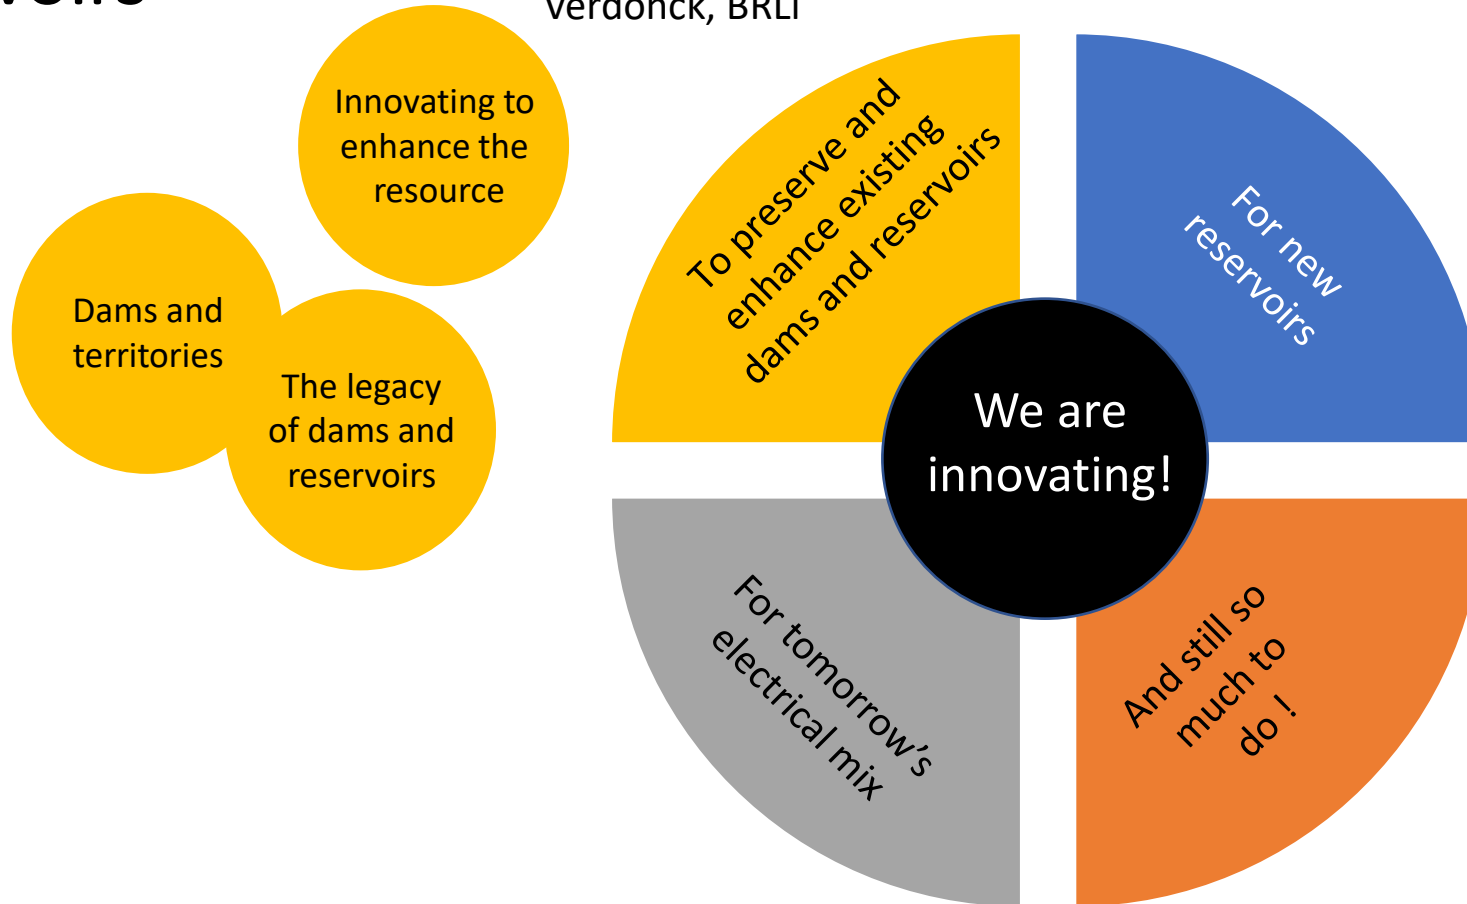 Verdonck, BRLi
Innovating to
enhance the
resource
Dams and
territories
The legacy
of dams and
reservoirs
To preserve and
enhance existing
dams and reservoirs
For new
reservoirs
We are
innovating!
For tomorrow’s
electrical mix
And still so
much to
do !